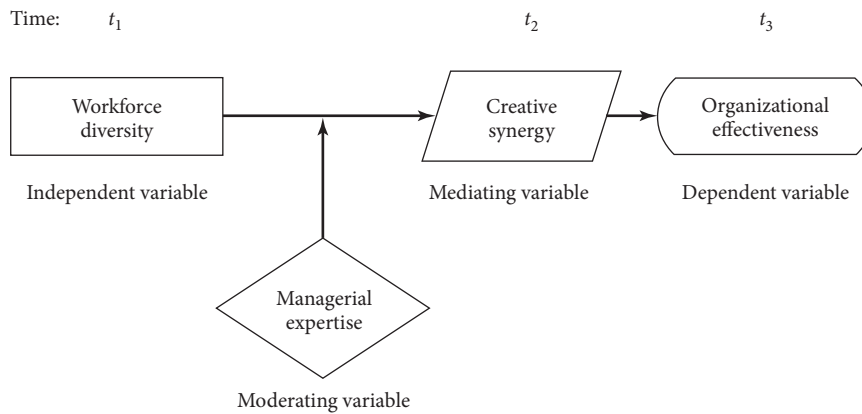 Time: t₁ t₂ t₃
Workforce
diversity
Creative
synergy
Organizational
effectiveness
Independent variable
Mediating variable
Dependent variable
Managerial
expertise
Moderating variable